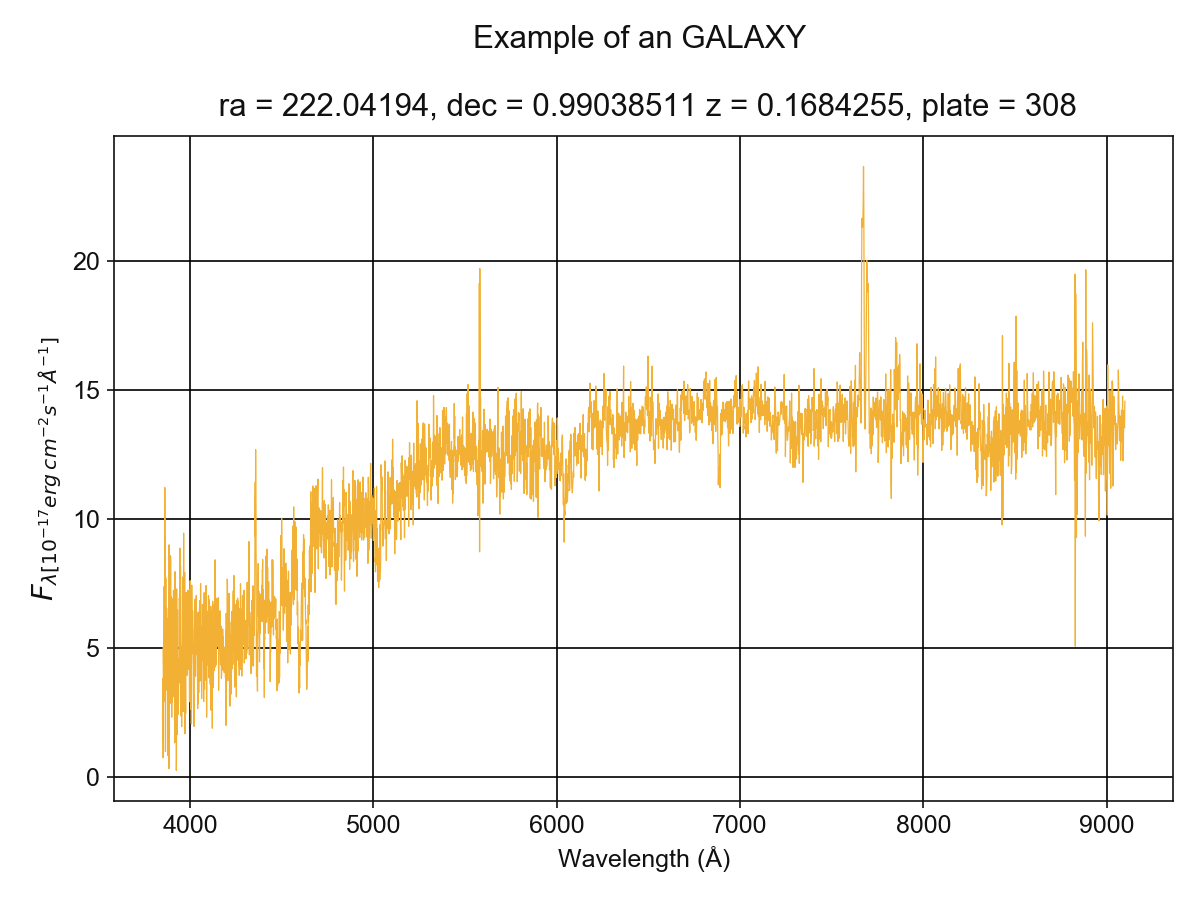 Example of an GALAXY
ra = 222.04194, dec = 0.99038511 z = 0.1684255, plate = 308
F_λ[10^{-17} erg cm^{-2}s^{-1}Å^{-1}]
20
15
10
5
0
4000 5000 6000 7000 8000 9000
Wavelength (Å)